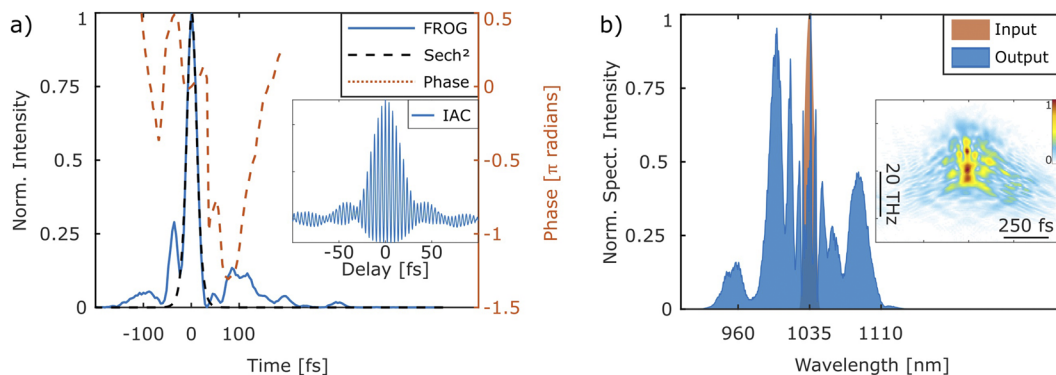 a)
FROG
Sech²
Phase
Norm. Intensity
1
0.75
0.5
0.25
0
-100
0
100
Time [fs]
0.5
0
-0.5
-1
-1.5
Phase [π radians]
IAC
-50
0
50
Delay [fs]
b)
Input
Output
Norm. Spect. Intensity
1
0.75
0.5
0.25
0
960
1035
1110
Wavelength [nm]
1
0
20 THz
250 fs